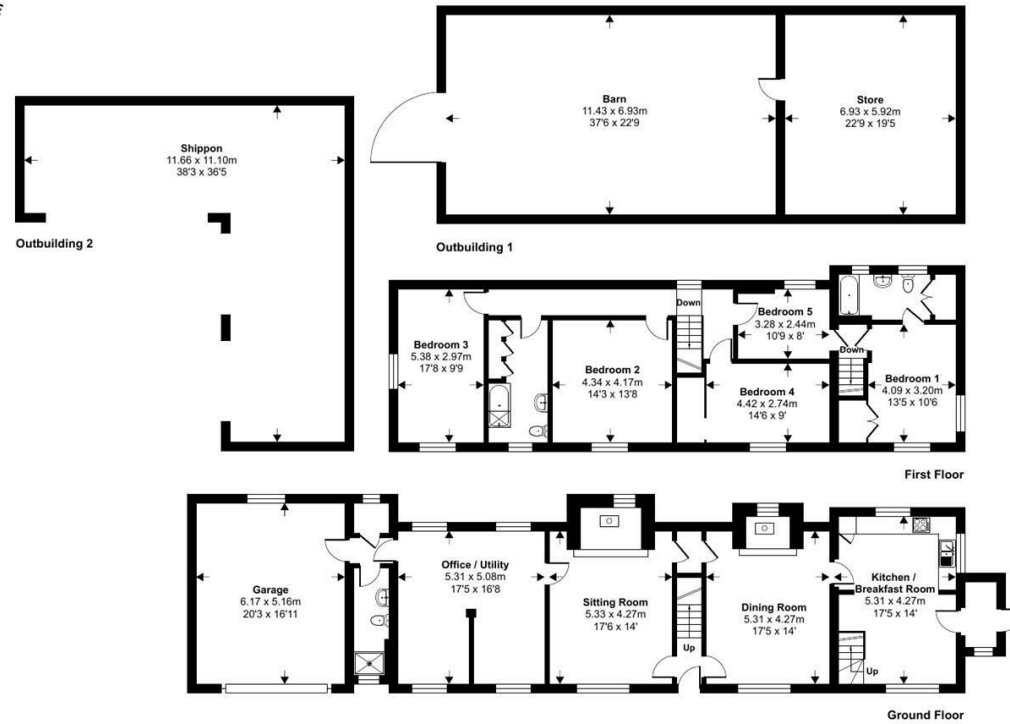 Barn
11.43 x 6.93m
37'6 x 22'9
Store
6.93 x 5.92m
22'9 x 19'5
Shippon
11.66 x 11.10m
38'3 x 36'5
Outbuilding 2
Outbuilding 1
Down
Bedroom 5
3.28 x 2.44m
10'9 x 8'
Bedroom 3
5.38 x 2.97m
17'8 x 9'9
Bedroom 2
4.34 x 4.17m
14'3 x 13'8
Bedroom 4
4.42 x 2.74m
14'6 x 9'
Down
Bedroom 1
4.09 x 3.20m
13'5 x 10'6
First Floor
Garage
6.17 x 5.16m
20'3 x 16'11
Office / Utility
5.31 x 5.08m
17'5 x 16'8
Sitting Room
5.33 x 4.27m
17'6 x 14'
Up
Dining Room
5.31 x 4.27m
17'5 x 14'
Kitchen /
Breakfast Room
5.31 x 4.27m
17'5 x 14'
Up
Ground Floor